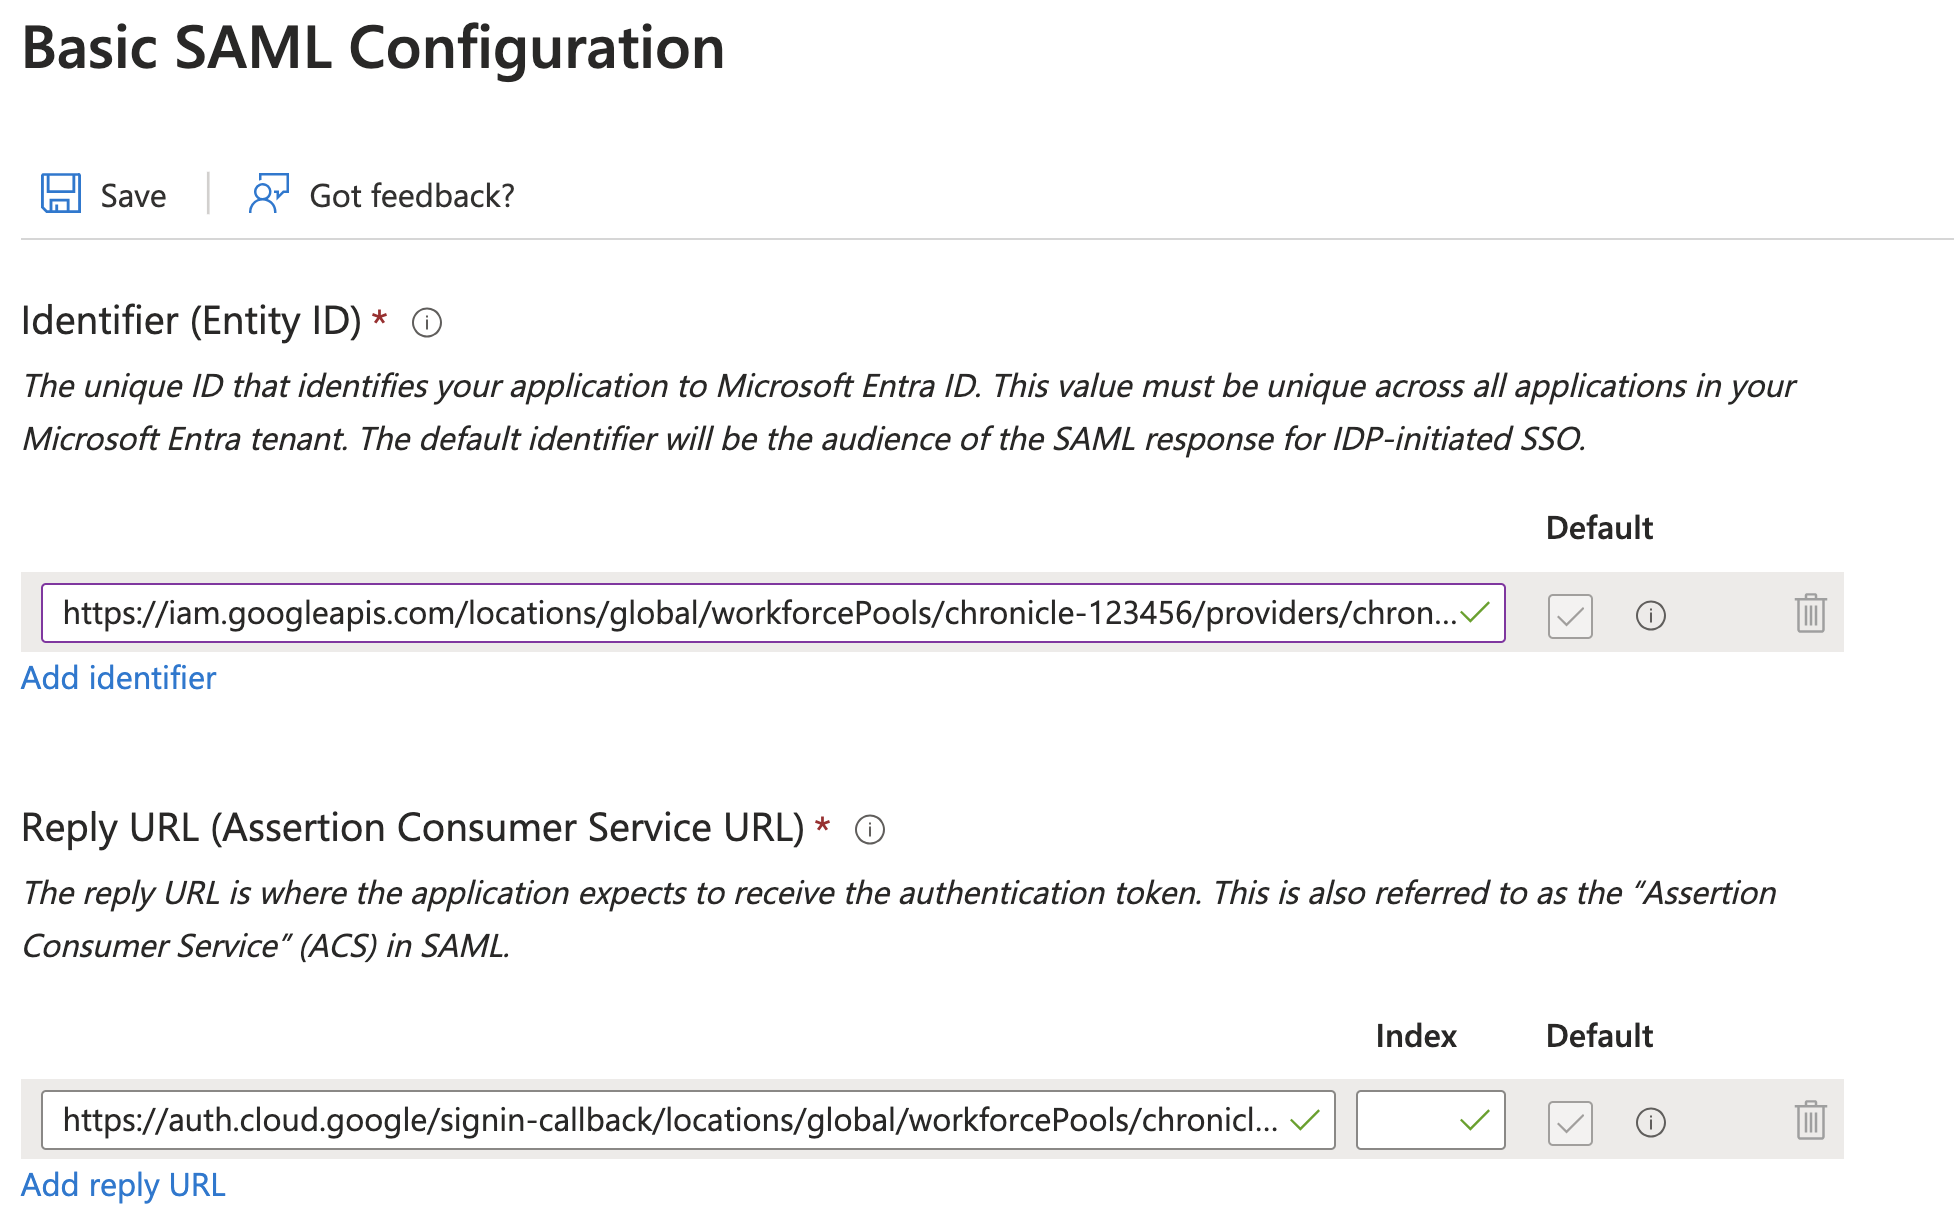 Basic SAML Configuration
Save
Got feedback?
Identifier (Entity ID) *
The unique ID that identifies your application to Microsoft Entra ID. This value must be unique across all applications in your
Microsoft Entra tenant. The default identifier will be the audience of the SAML response for IDP-initiated SSO.
Default
https://iam.googleapis.com/locations/global/workforcePools/chronicle-123456/providers/chron...
Add identifier
Reply URL (Assertion Consumer Service URL) *
The reply URL is where the application expects to receive the authentication token. This is also referred to as the “Assertion
Consumer Service” (ACS) in SAML.
Index Default
https://auth.cloud.google/signin-callback/locations/global/workforcePools/chronicl...
Add reply URL